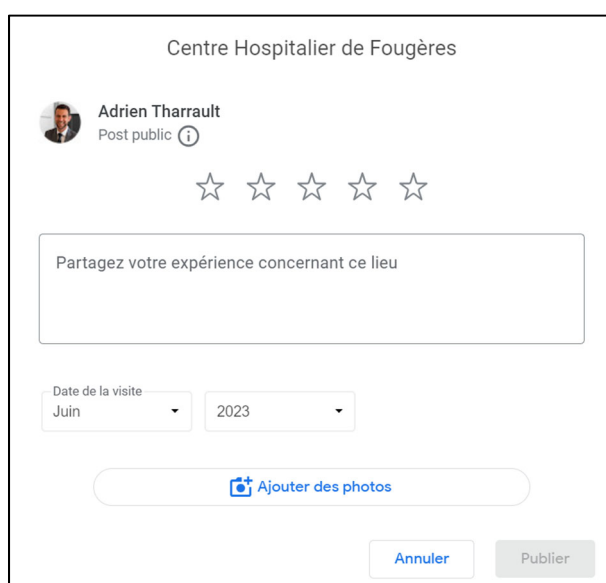 Centre Hospitalier de Fougères
Adrien Tharrault
Post public
Partagez votre expérience concernant ce lieu
Date de la visite
Juin 2023
Ajouter des photos
Annuler Publier